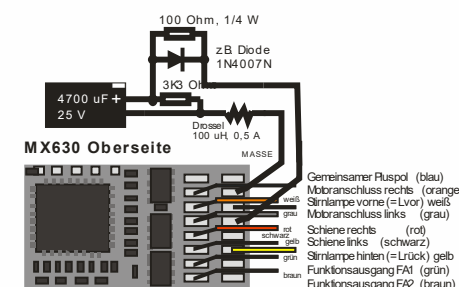 100 Ohm, 1/4 W
z.B. Diode
1N4007N
3K3 Ohm
4700 uF +
25 V
Drossel
100 uH, 0,5 A
MX630 Oberseite
MASSE
Gemeinsamer Pluspol (blau)
Motoranschluss rechts (orange
weiß Stirnlampe vorne (= Lvor) weiß
grau Motoranschluss links (grau)
rot Schiene rechts (rot)
schwarz
gelb Schiene links (schwarz)
grün Stirnlampe hinten (= Lrück) gelb
Funktionsausgang FA1 (grün)
braun Funktionsausgang FA2 (braun)